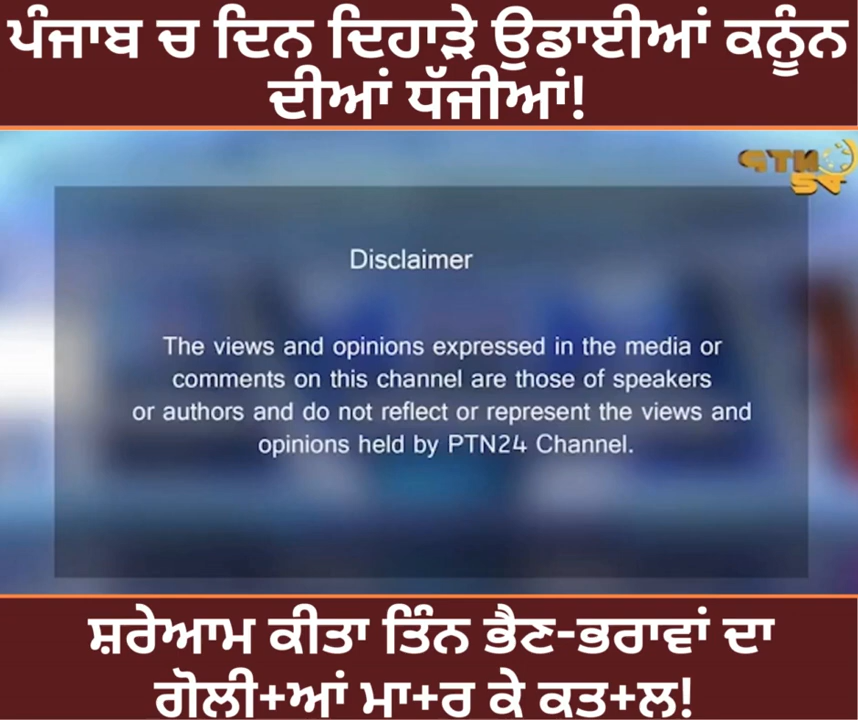 ਪੰਜਾਬ ਚ ਦਿਨ ਦਿਹਾੜੇ ਉਡਾਈਆਂ ਕਨੂੰਨ
ਦੀਆਂ ਧੱਜੀਆਂ!
PTN
24
Disclaimer
The views and opinions expressed in the media or
comments on this channel are those of speakers
or authors and do not reflect or represent the views and
opinions held by PTN24 Channel.
ਸ਼ਰੇਆਮ ਕੀਤਾ ਤਿੰਨ ਭੈਣ-ਭਰਾਵਾਂ ਦਾ
ਗੋਲੀ+ਆਂ ਮਾ+ਰ ਕੇ ਕਤ+ਲ!